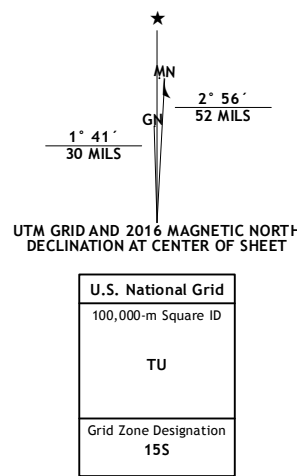 ★
MN
GN
2° 56´
52 MILS
1° 41´
30 MILS
UTM GRID AND 2016 MAGNETIC NORTH
DECLINATION AT CENTER OF SHEET
U.S. National Grid
100,000-m Square ID
TU
Grid Zone Designation
15S